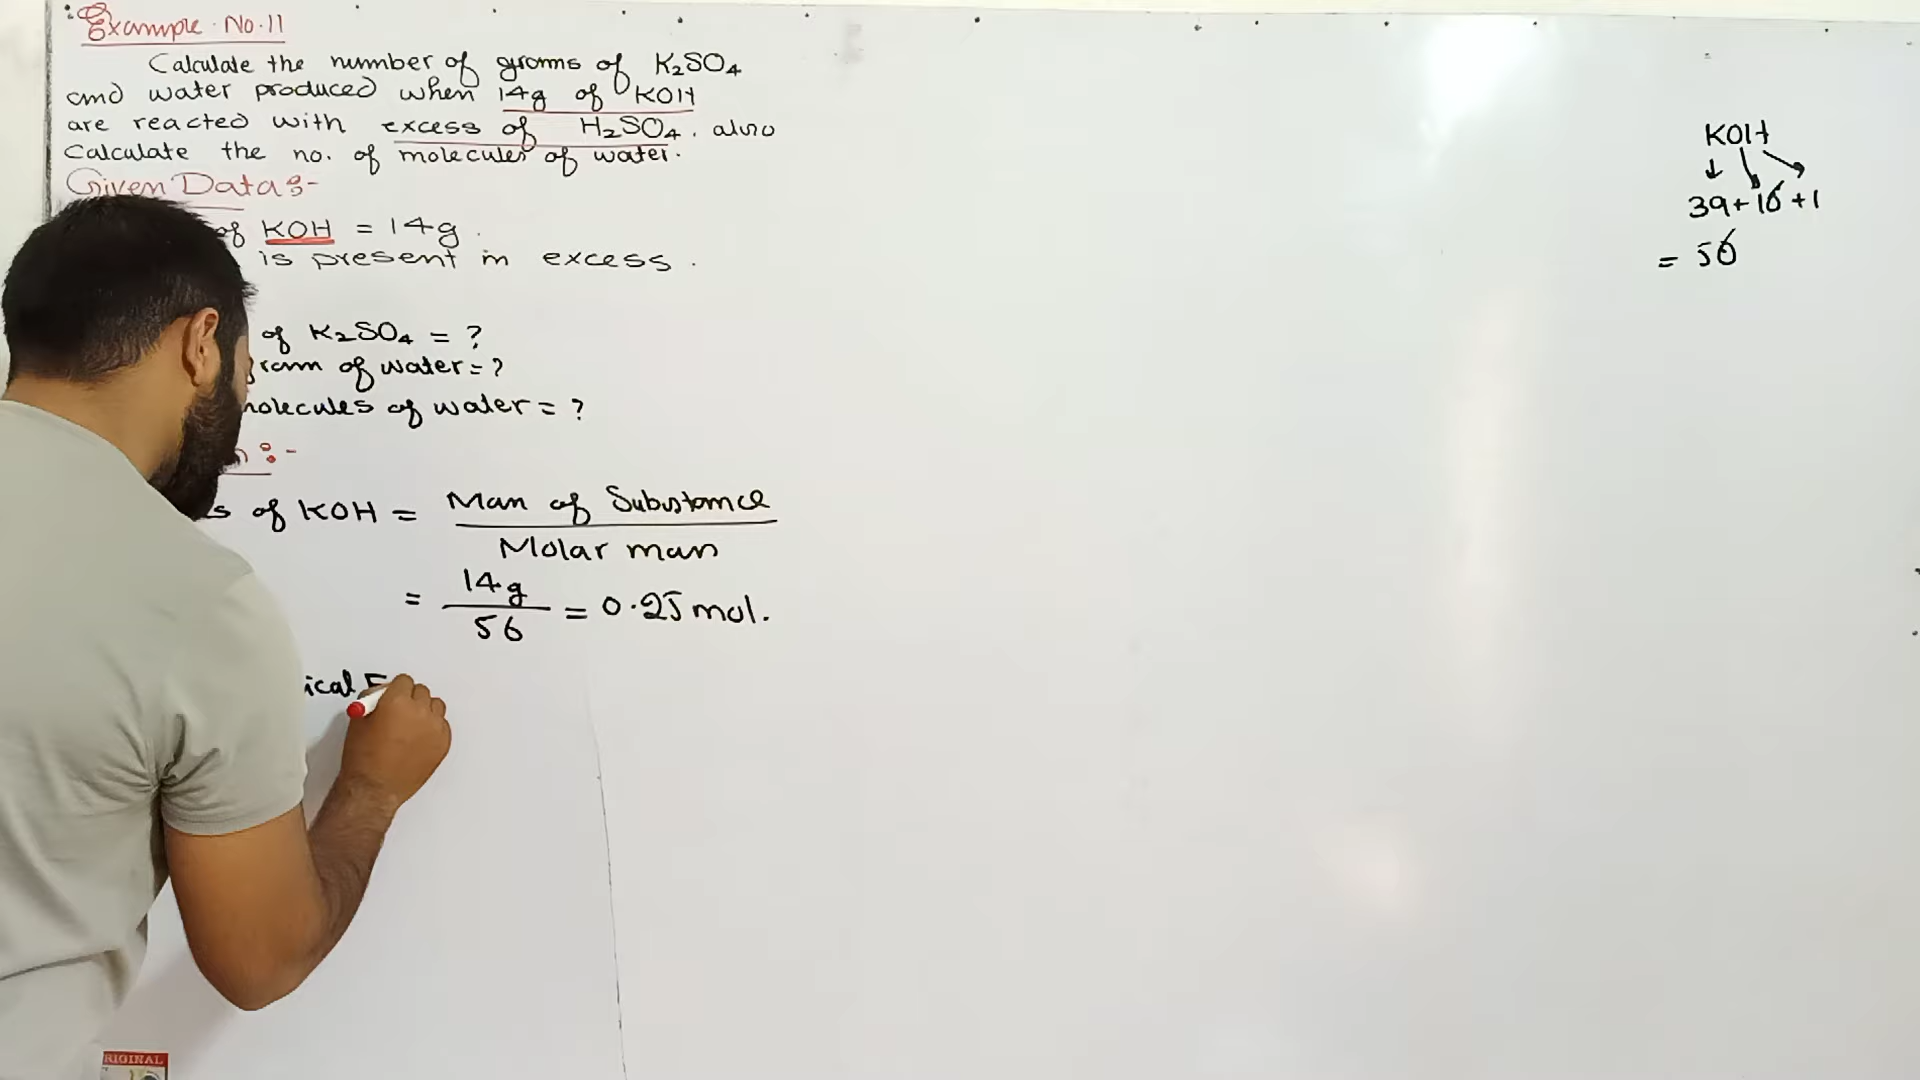 Example No.11
Calculate the number of grams of K₂SO₄
and water produced when 14g of KOH
are reacted with excess of H₂SO₄. also
Calculate the no. of molecules of water.
Given Data:-
of KOH = 14g.
is present in excess.
of K₂SO₄ = ?
of water = ?
of water = ?
of KOH = Mass of Substance
Molar mass
= 14g
56
= 0.25 mol.
KOH
39+16+1
= 56
RIGINAL